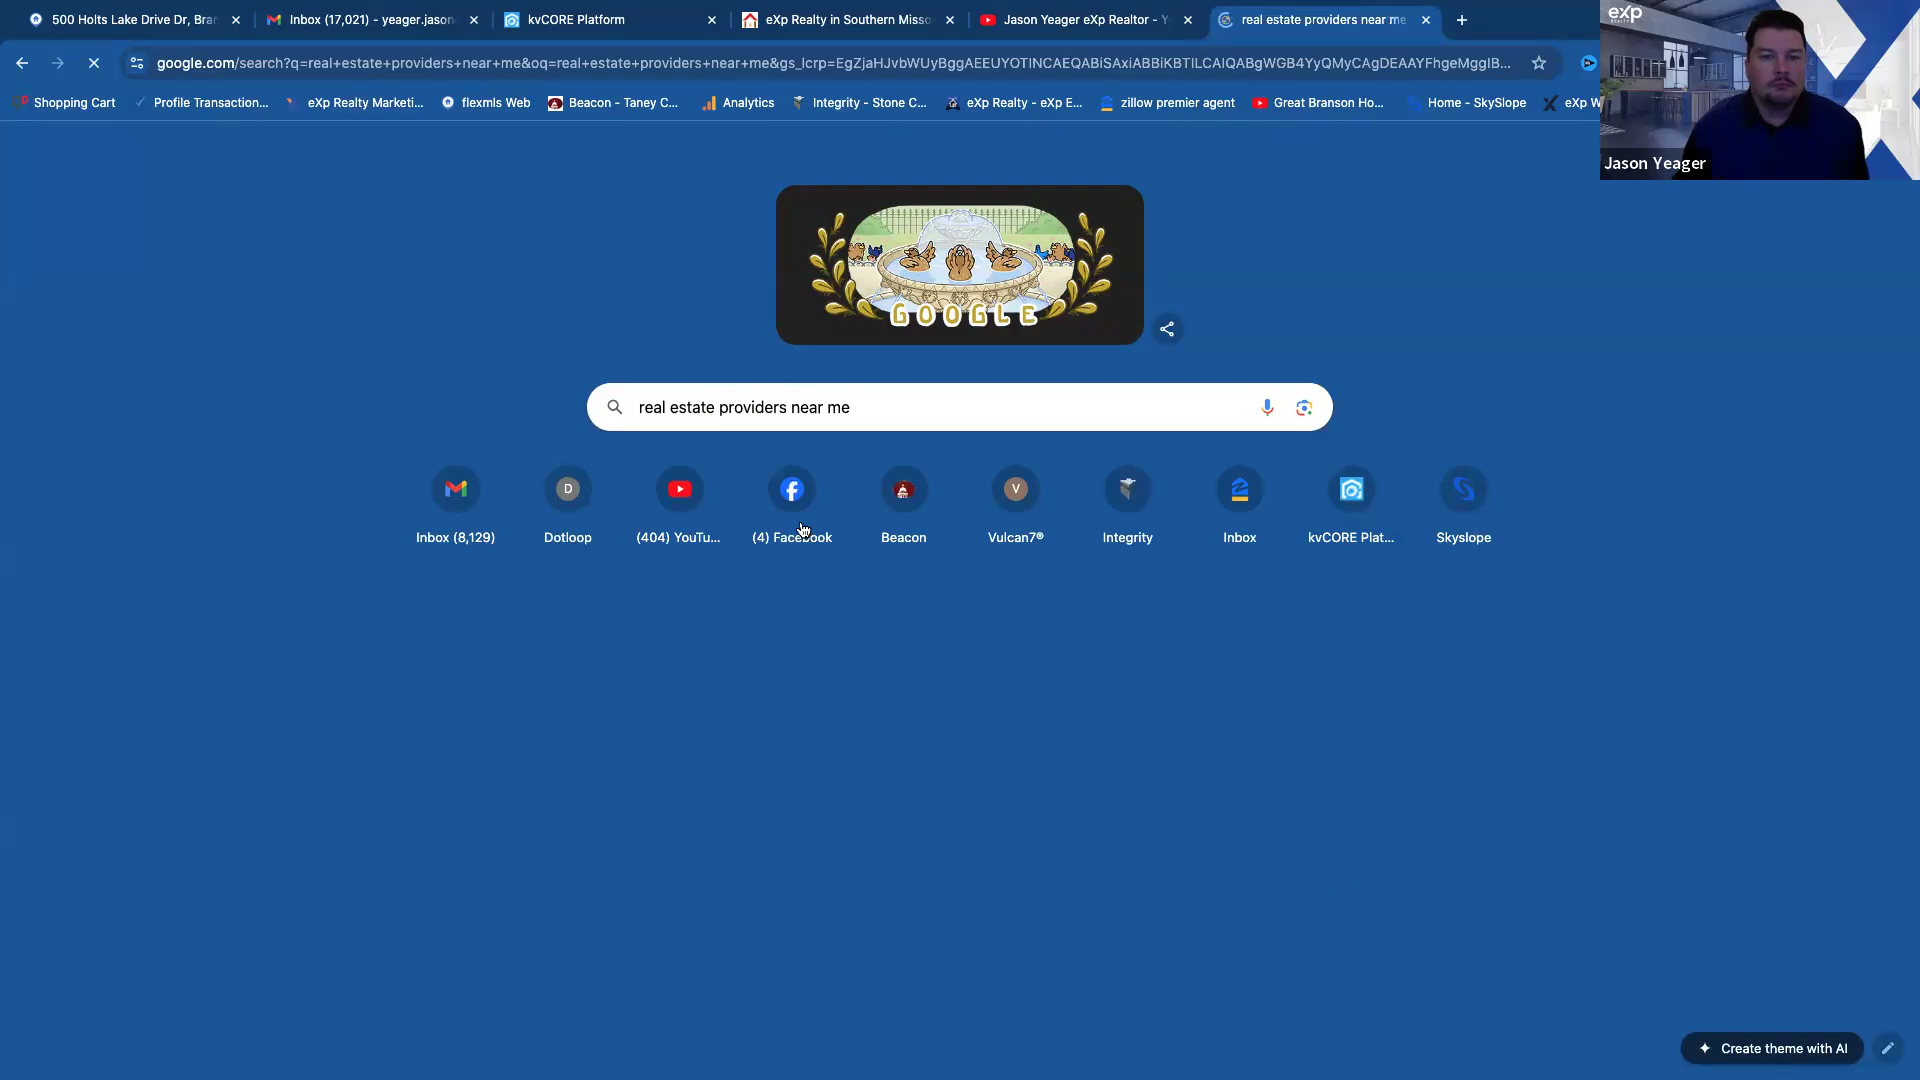 500 Holts Lake Drive Dr, Bran
Inbox (17,021) - yeager.jason
kvCORE Platform
eXp Realty in Southern Misso
Jason Yeager eXp Realtor - Y
real estate providers near me
google.com/search?q=real+estate+providers+near+me&oq=real+estate+providers+near+me&gs_lcrp=EgZjaHJvbWUyBggAEEUYOTINCAEQABiSAxiABBiKBTILCAIQABgWGB4YyQMyCAgDEAAYFhgeMggIB...
Shopping Cart
Profile Transaction...
eXp Realty Marketi...
flexmls Web
Beacon - Taney C...
Analytics
Integrity - Stone C...
eXp Realty - eXp E...
zillow premier agent
Great Branson Ho...
Home - SkySlope
eXp W
eXp
REALTY
Jason Yeager
GOOGLE
real estate providers near me
D
V
Inbox (8,129)
Dotloop
(404) YouTu...
(4) Facebook
Beacon
Vulcan7®
Integrity
Inbox
kvCORE Plat...
Skyslope
Create theme with AI